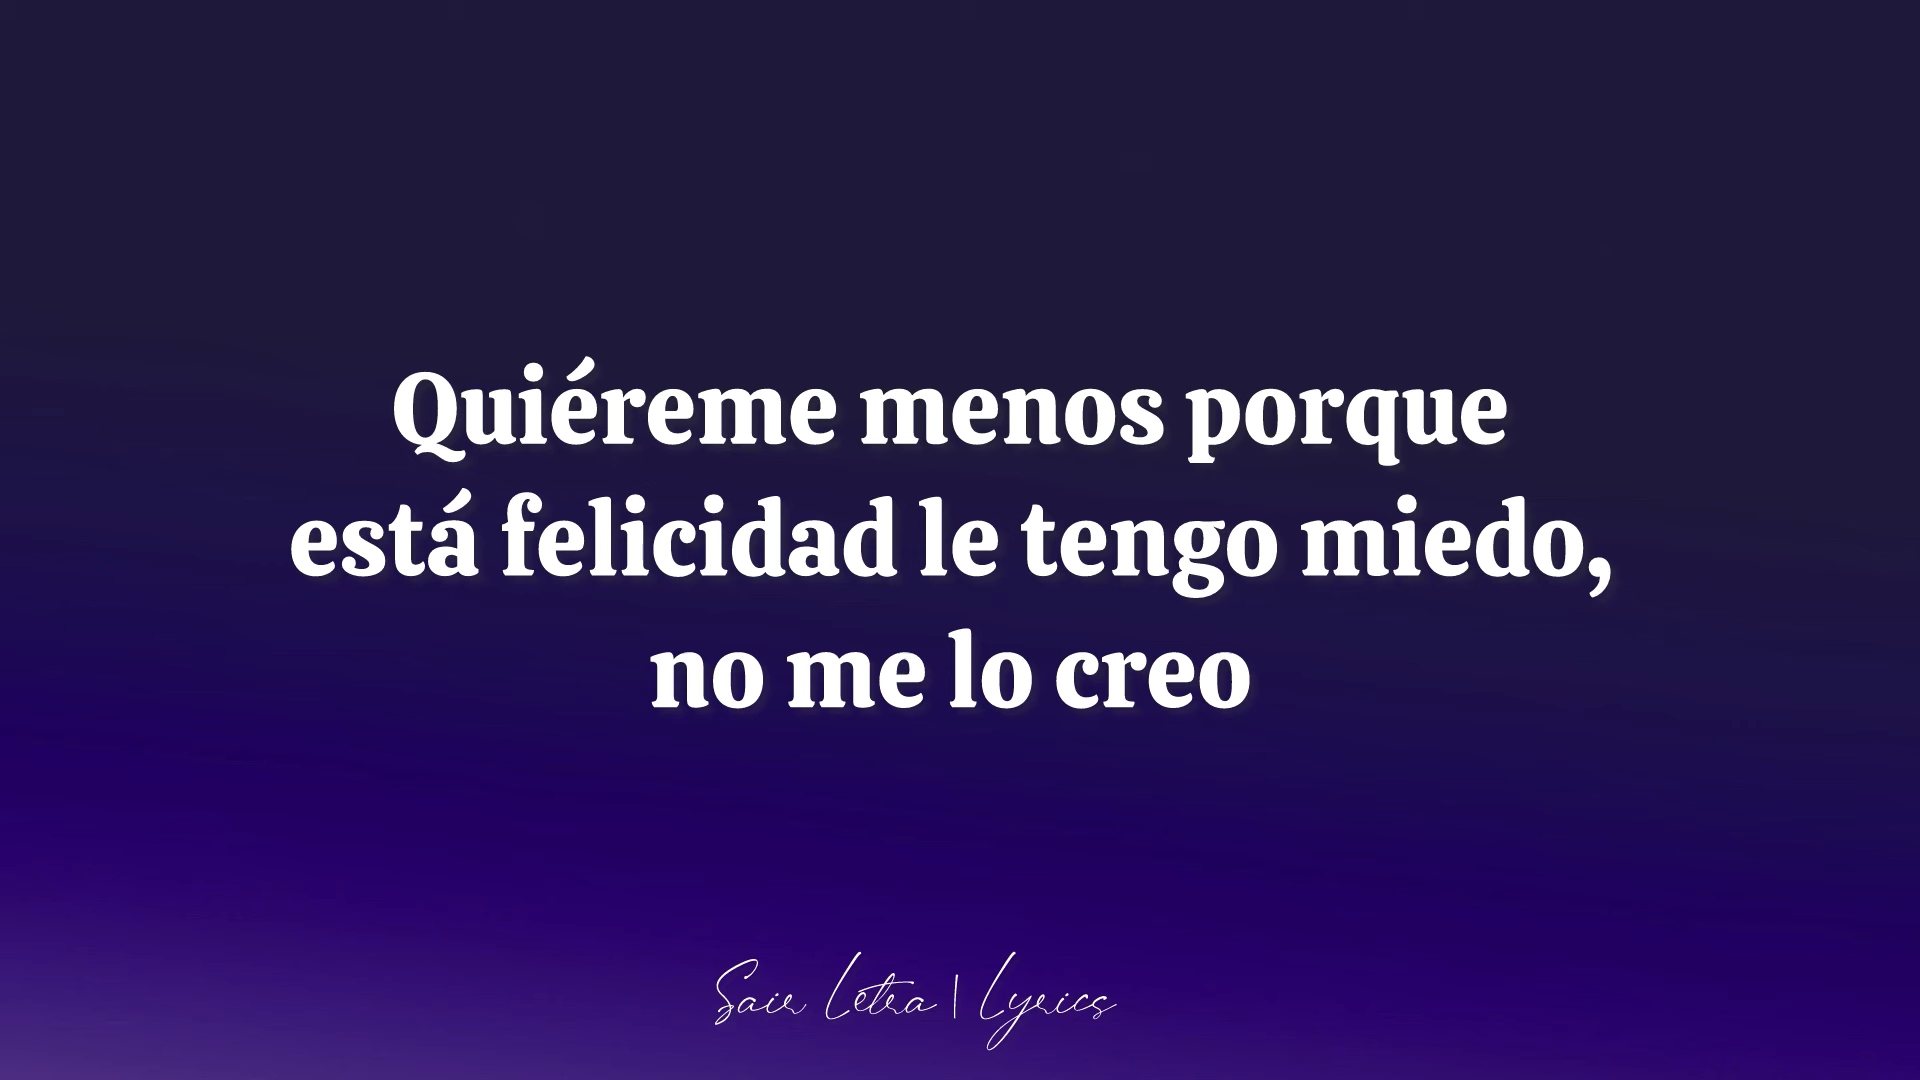 Quiéreme menos porque
está felicidad le tengo miedo,
no me lo creo
Sair Letra | Lyrics